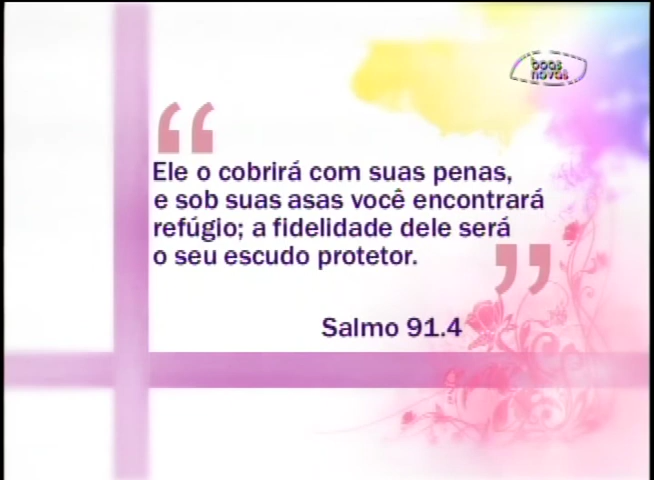 boas
novas
“
Ele o cobrirá com suas penas,
e sob suas asas você encontrará
refúgio; a fidelidade dele será
o seu escudo protetor.
”
Salmo 91.4